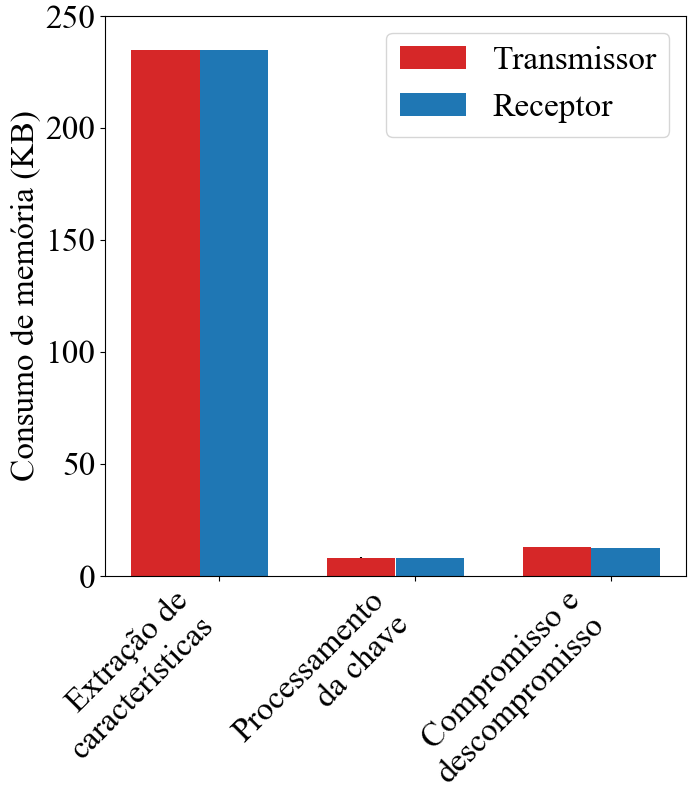 Consumo de memória (KB)
250
200
150
100
50
0
Transmissor
Receptor
Extração de
características
Processamento
da chave
Compromisso e
descompromisso